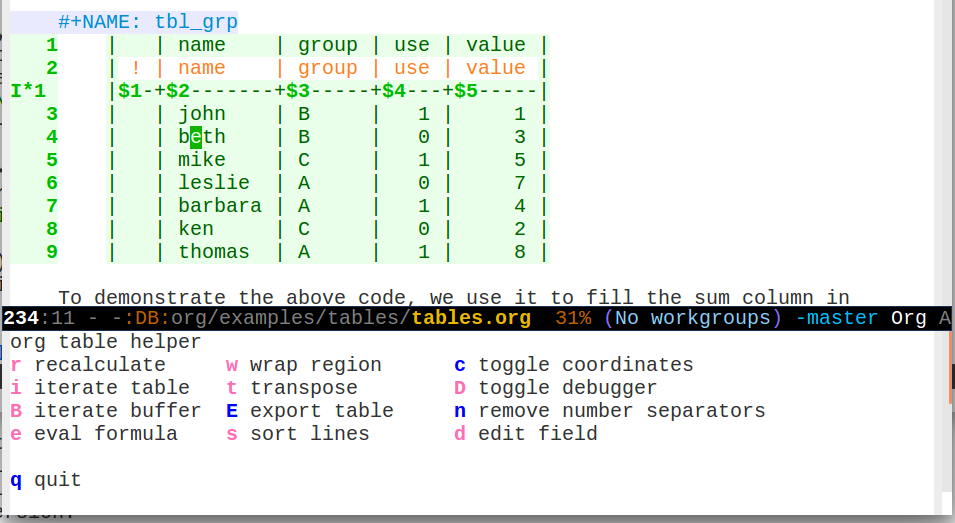 #+NAME: tbl_grp
1    |   | name    | group | use | value |
2    | ! | name    | group | use | value |
I*1   |$1-+$2-------+$3-----+$4---+$5-----|
3    |   | john    | B     |   1 |     1 |
4    |   | beth    | B     |   0 |     3 |
5    |   | mike    | C     |   1 |     5 |
6    |   | leslie  | A     |   0 |     7 |
7    |   | barbara | A     |   1 |     4 |
8    |   | ken     | C     |   0 |     2 |
9    |   | thomas  | A     |   1 |     8 |
To demonstrate the above code, we use it to fill the sum column in
234:11 - -:DB:org/examples/tables/tables.org  31% (No workgroups) -master Org A
org table helper
r recalculate     w wrap region      c toggle coordinates
i iterate table   t transpose        D toggle debugger
B iterate buffer  E export table     n remove number separators
e eval formula    s sort lines       d edit field
q quit